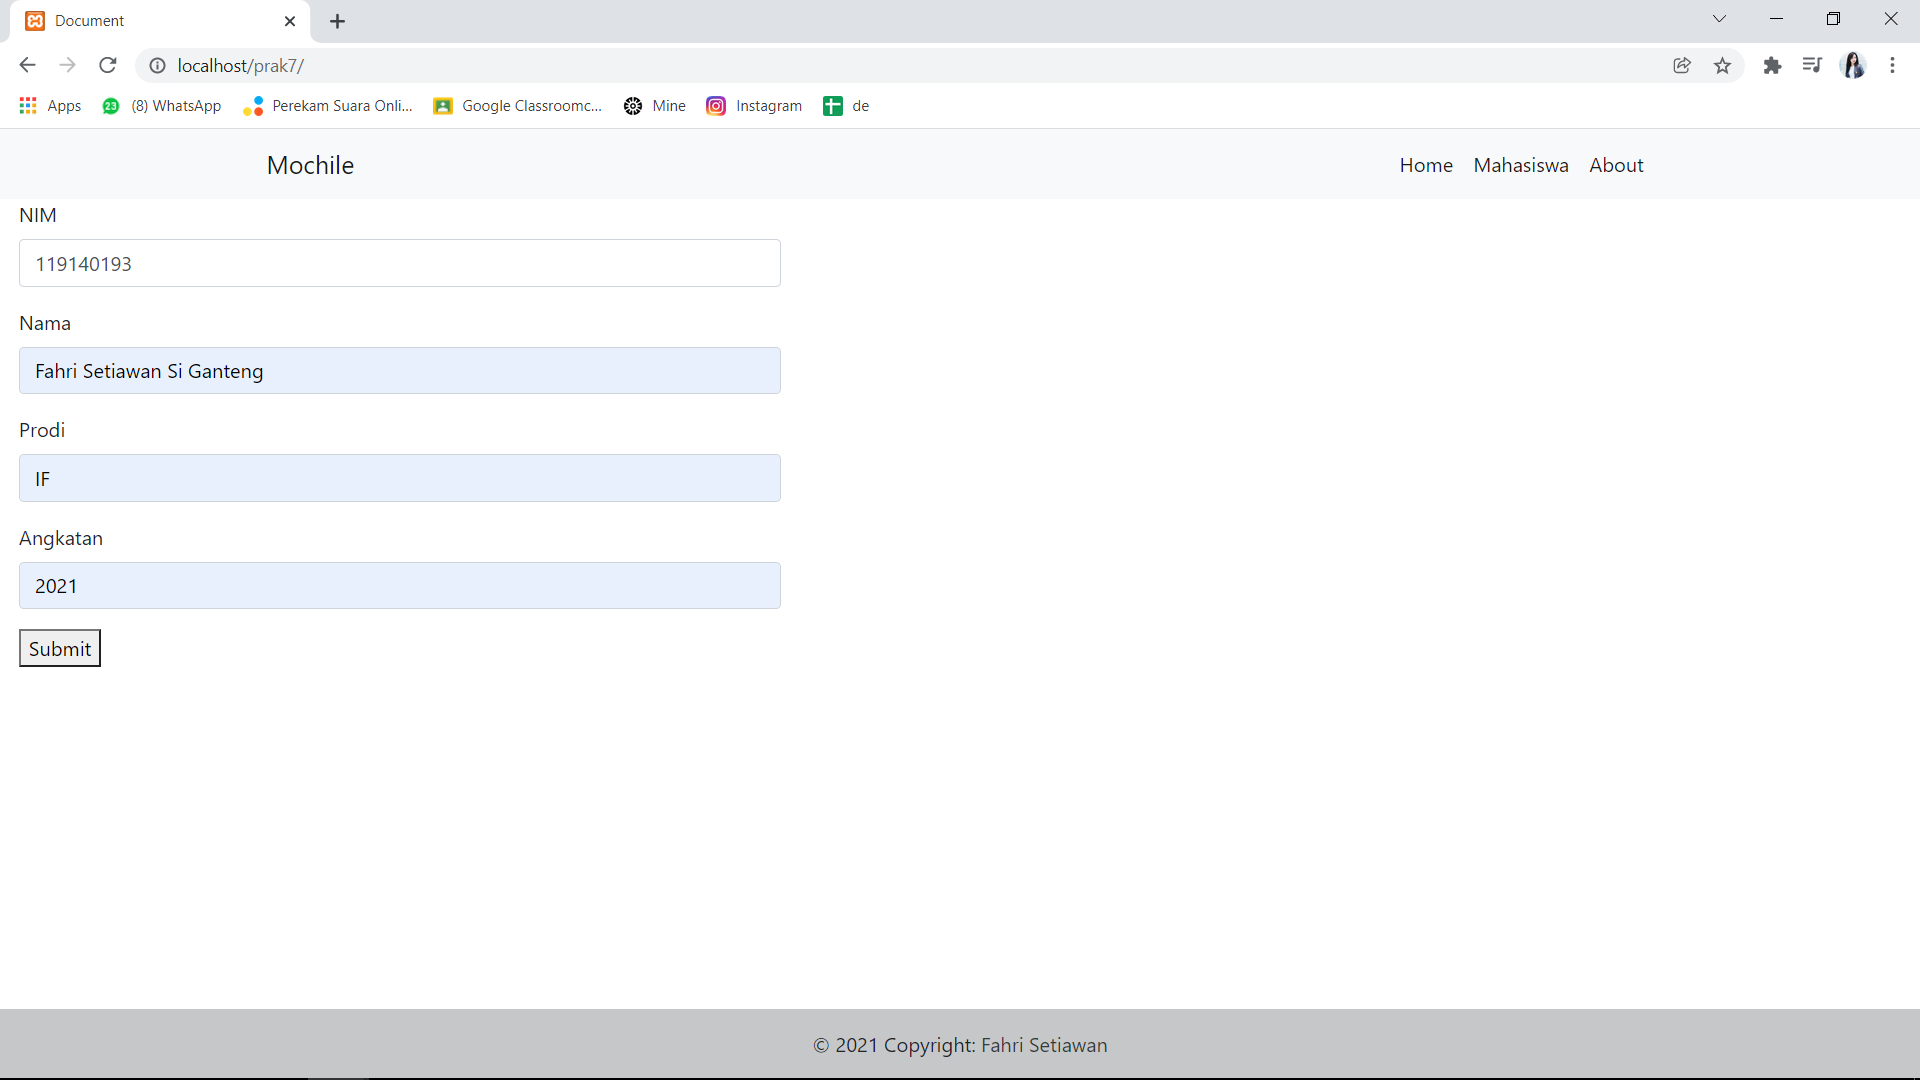 Document
localhost/prak7/
Apps
23
(8) WhatsApp
Perekam Suara Onli...
Google Classroomc...
Mine
Instagram
de
Mochile
Home
Mahasiswa
About
NIM
119140193
Nama
Fahri Setiawan Si Ganteng
Prodi
IF
Angkatan
2021
Submit
© 2021 Copyright: Fahri Setiawan